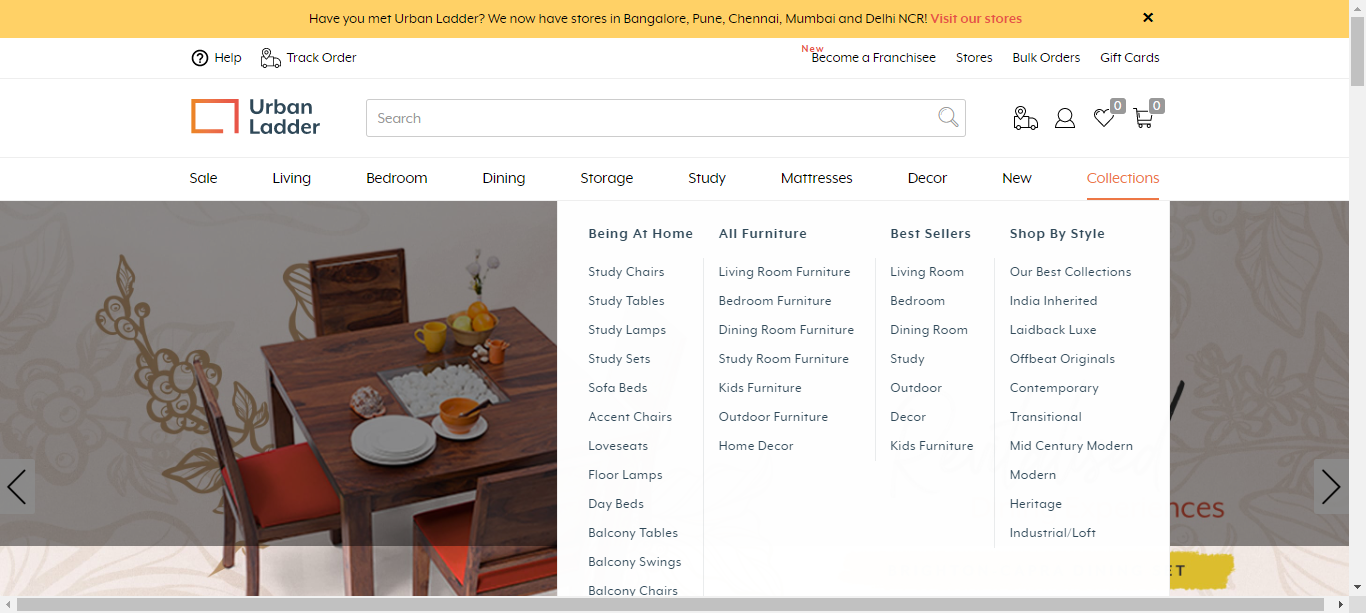 Have you met Urban Ladder? We now have stores in Bangalore, Pune, Chennai, Mumbai and Delhi NCR! Visit our stores
Help
Track Order
New
Become a Franchisee
Stores
Bulk Orders
Gift Cards
Urban
Ladder
Search
0
0
Sale
Living
Bedroom
Dining
Storage
Study
Mattresses
Decor
New
Collections
Being At Home
Study Chairs
Study Tables
Study Lamps
Study Sets
Sofa Beds
Accent Chairs
Loveseats
Floor Lamps
Day Beds
Balcony Tables
Balcony Swings
Balcony Chairs
All Furniture
Living Room Furniture
Bedroom Furniture
Dining Room Furniture
Study Room Furniture
Kids Furniture
Outdoor Furniture
Home Decor
Best Sellers
Living Room
Bedroom
Dining Room
Study
Outdoor
Decor
Kids Furniture
Shop By Style
Our Best Collections
India Inherited
Laidback Luxe
Offbeat Originals
Contemporary
Transitional
Mid Century Modern
Modern
Heritage
Industrial/Loft